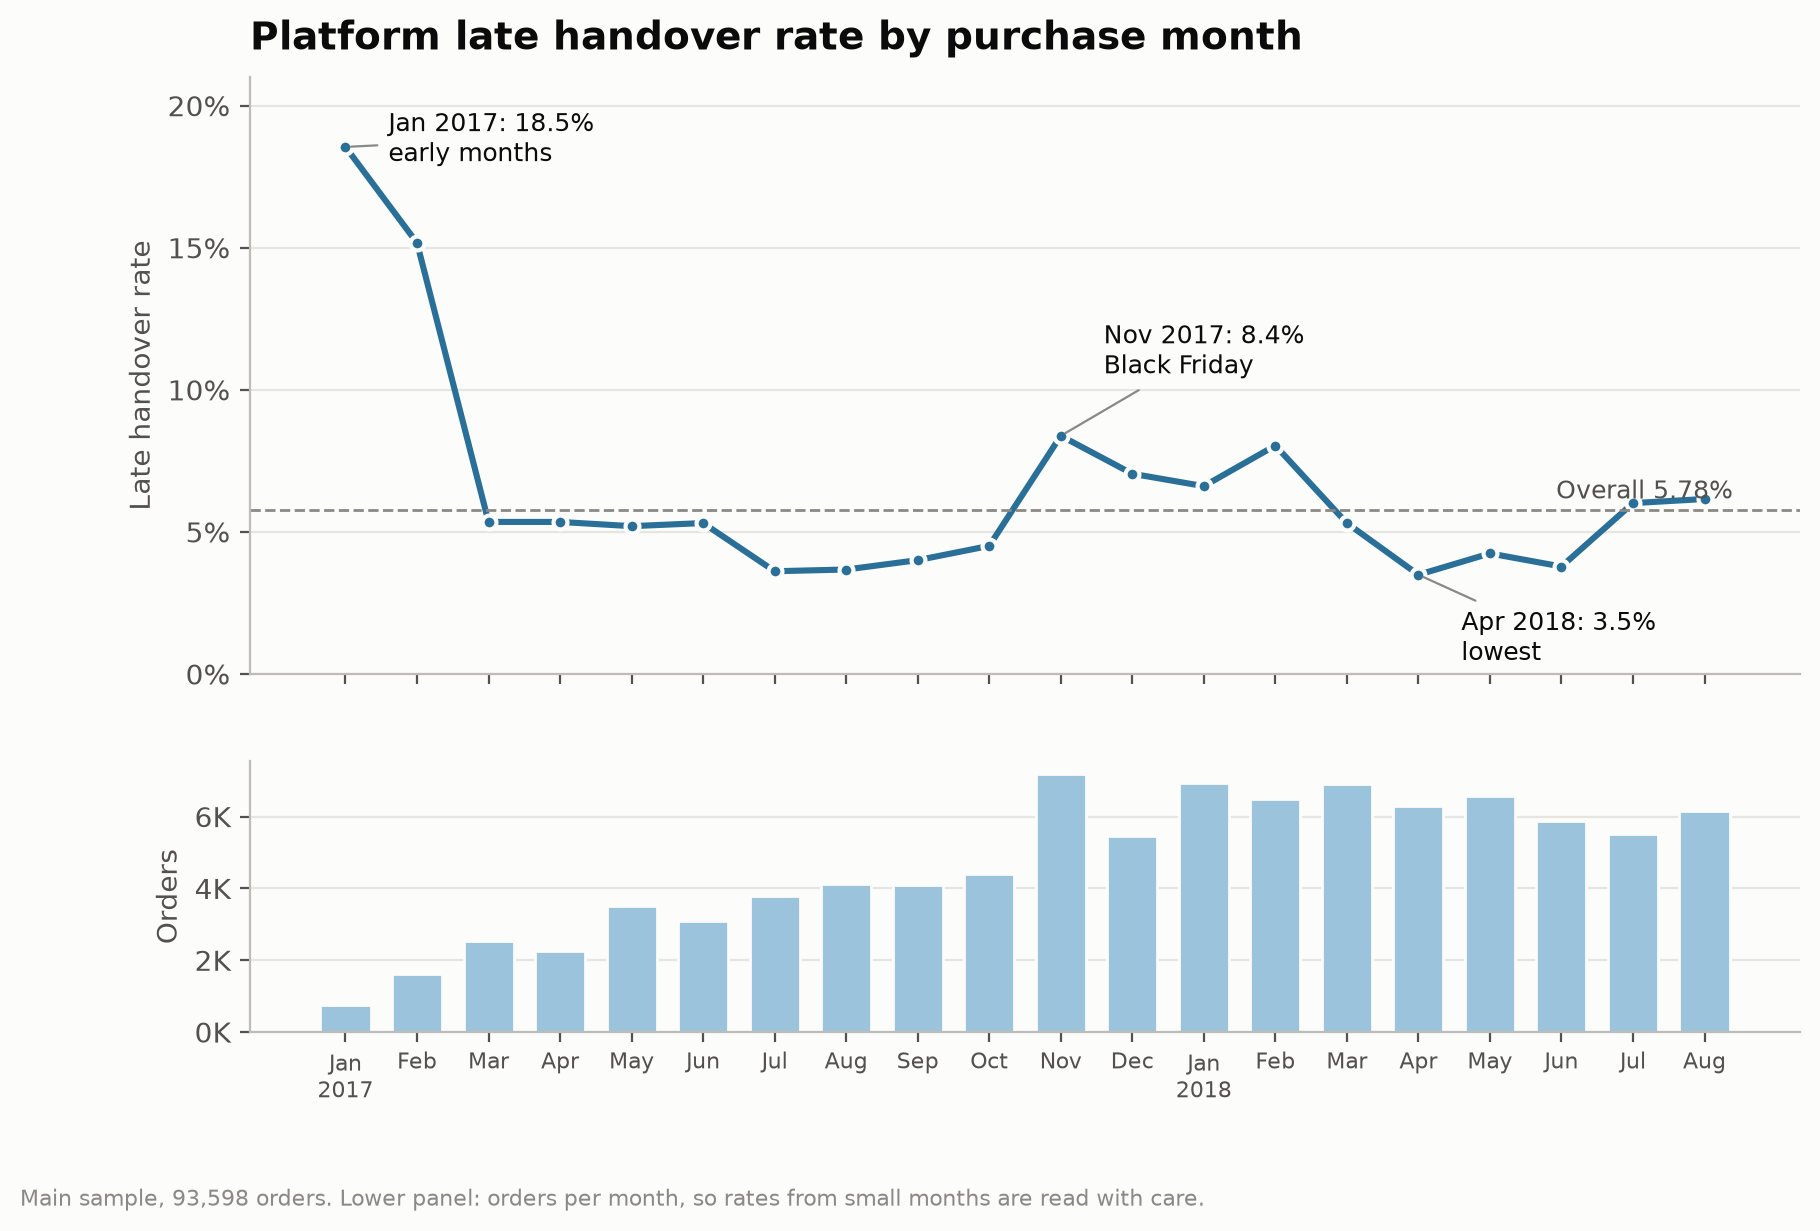 Platform late handover rate by purchase month
Late handover rate
20%
15%
10%
5%
0%
Jan 2017: 18.5%
early months
Nov 2017: 8.4%
Black Friday
Overall 5.78%
Apr 2018: 3.5%
lowest
Orders
6K
4K
2K
0K
Jan Feb Mar Apr May Jun Jul Aug Sep Oct Nov Dec Jan Feb Mar Apr May Jun Jul Aug
2017 2018
Main sample, 93,598 orders. Lower panel: orders per month, so rates from small months are read with care.